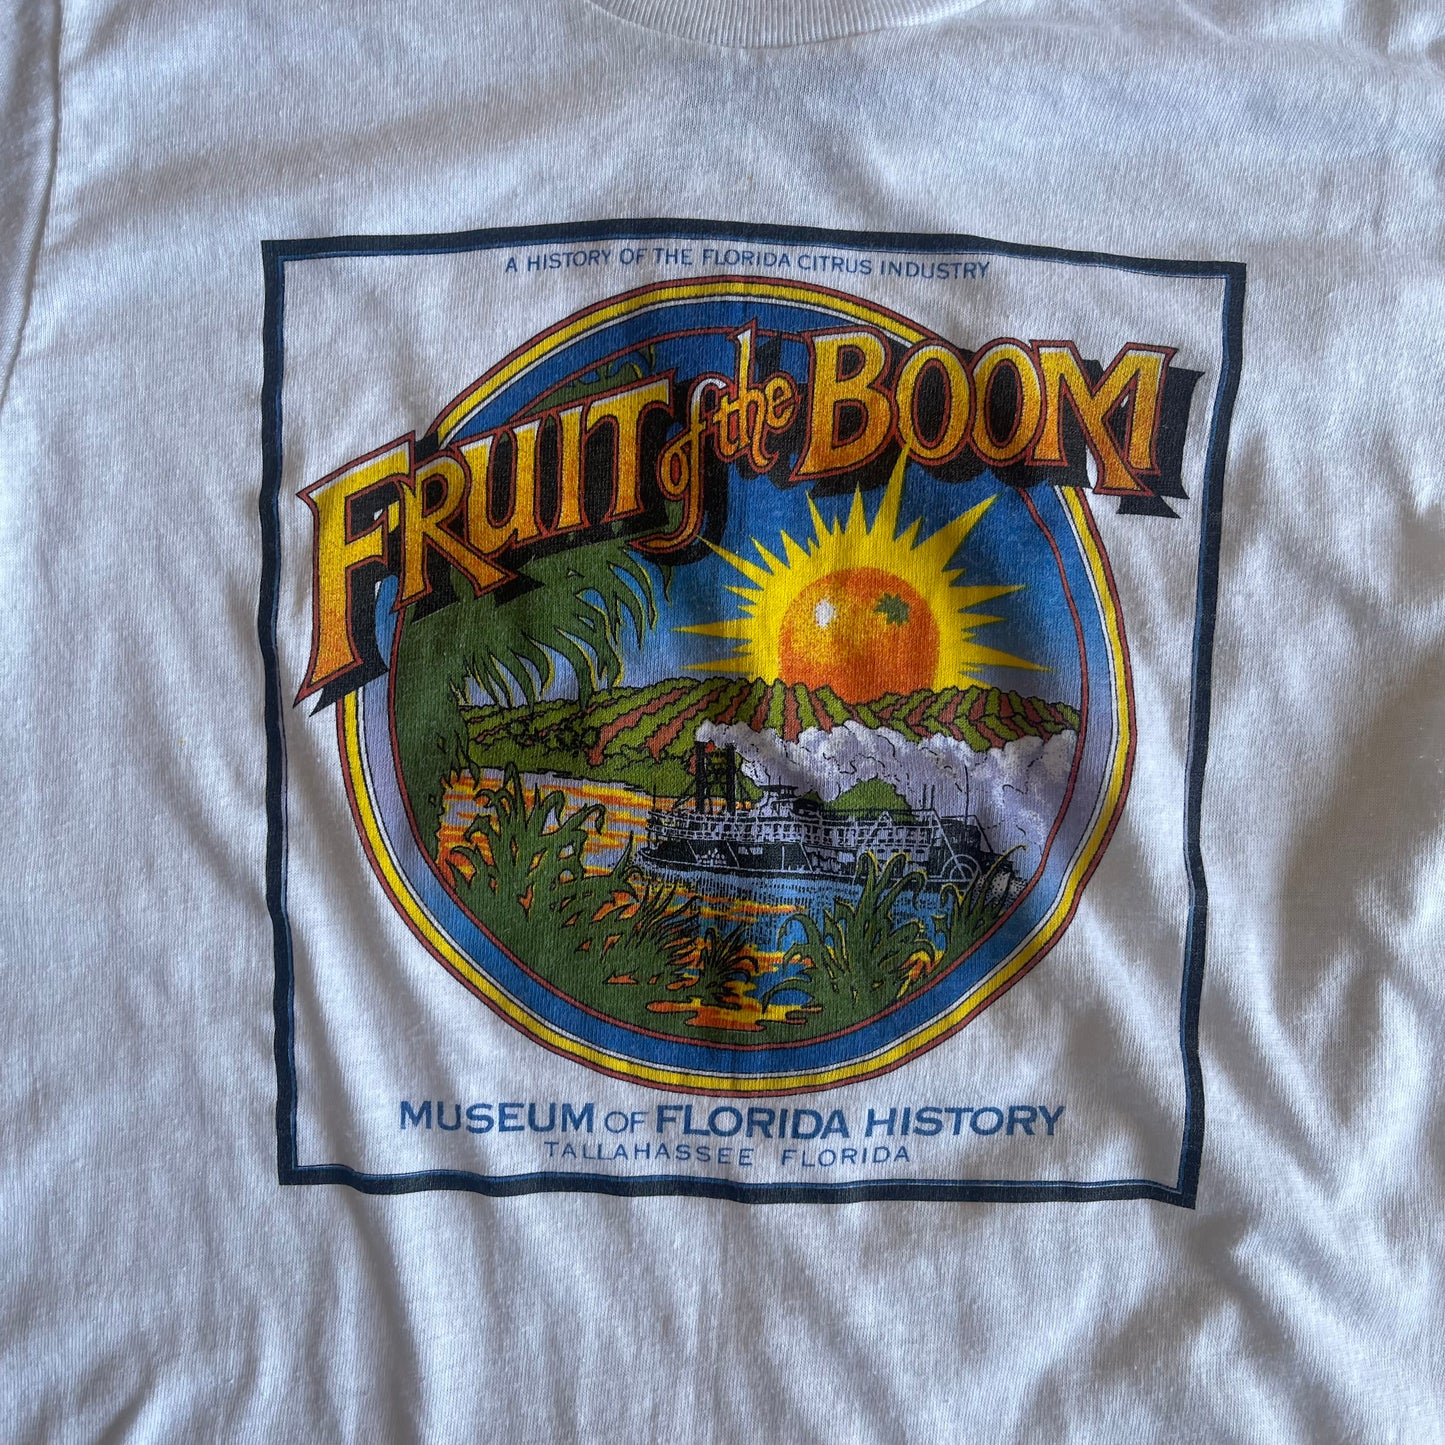 A HISTORY OF THE FLORIDA CITRUS INDUSTRY
FRUIT of the BOOM
MUSEUM OF FLORIDA HISTORY
TALLAHASSEE FLORIDA